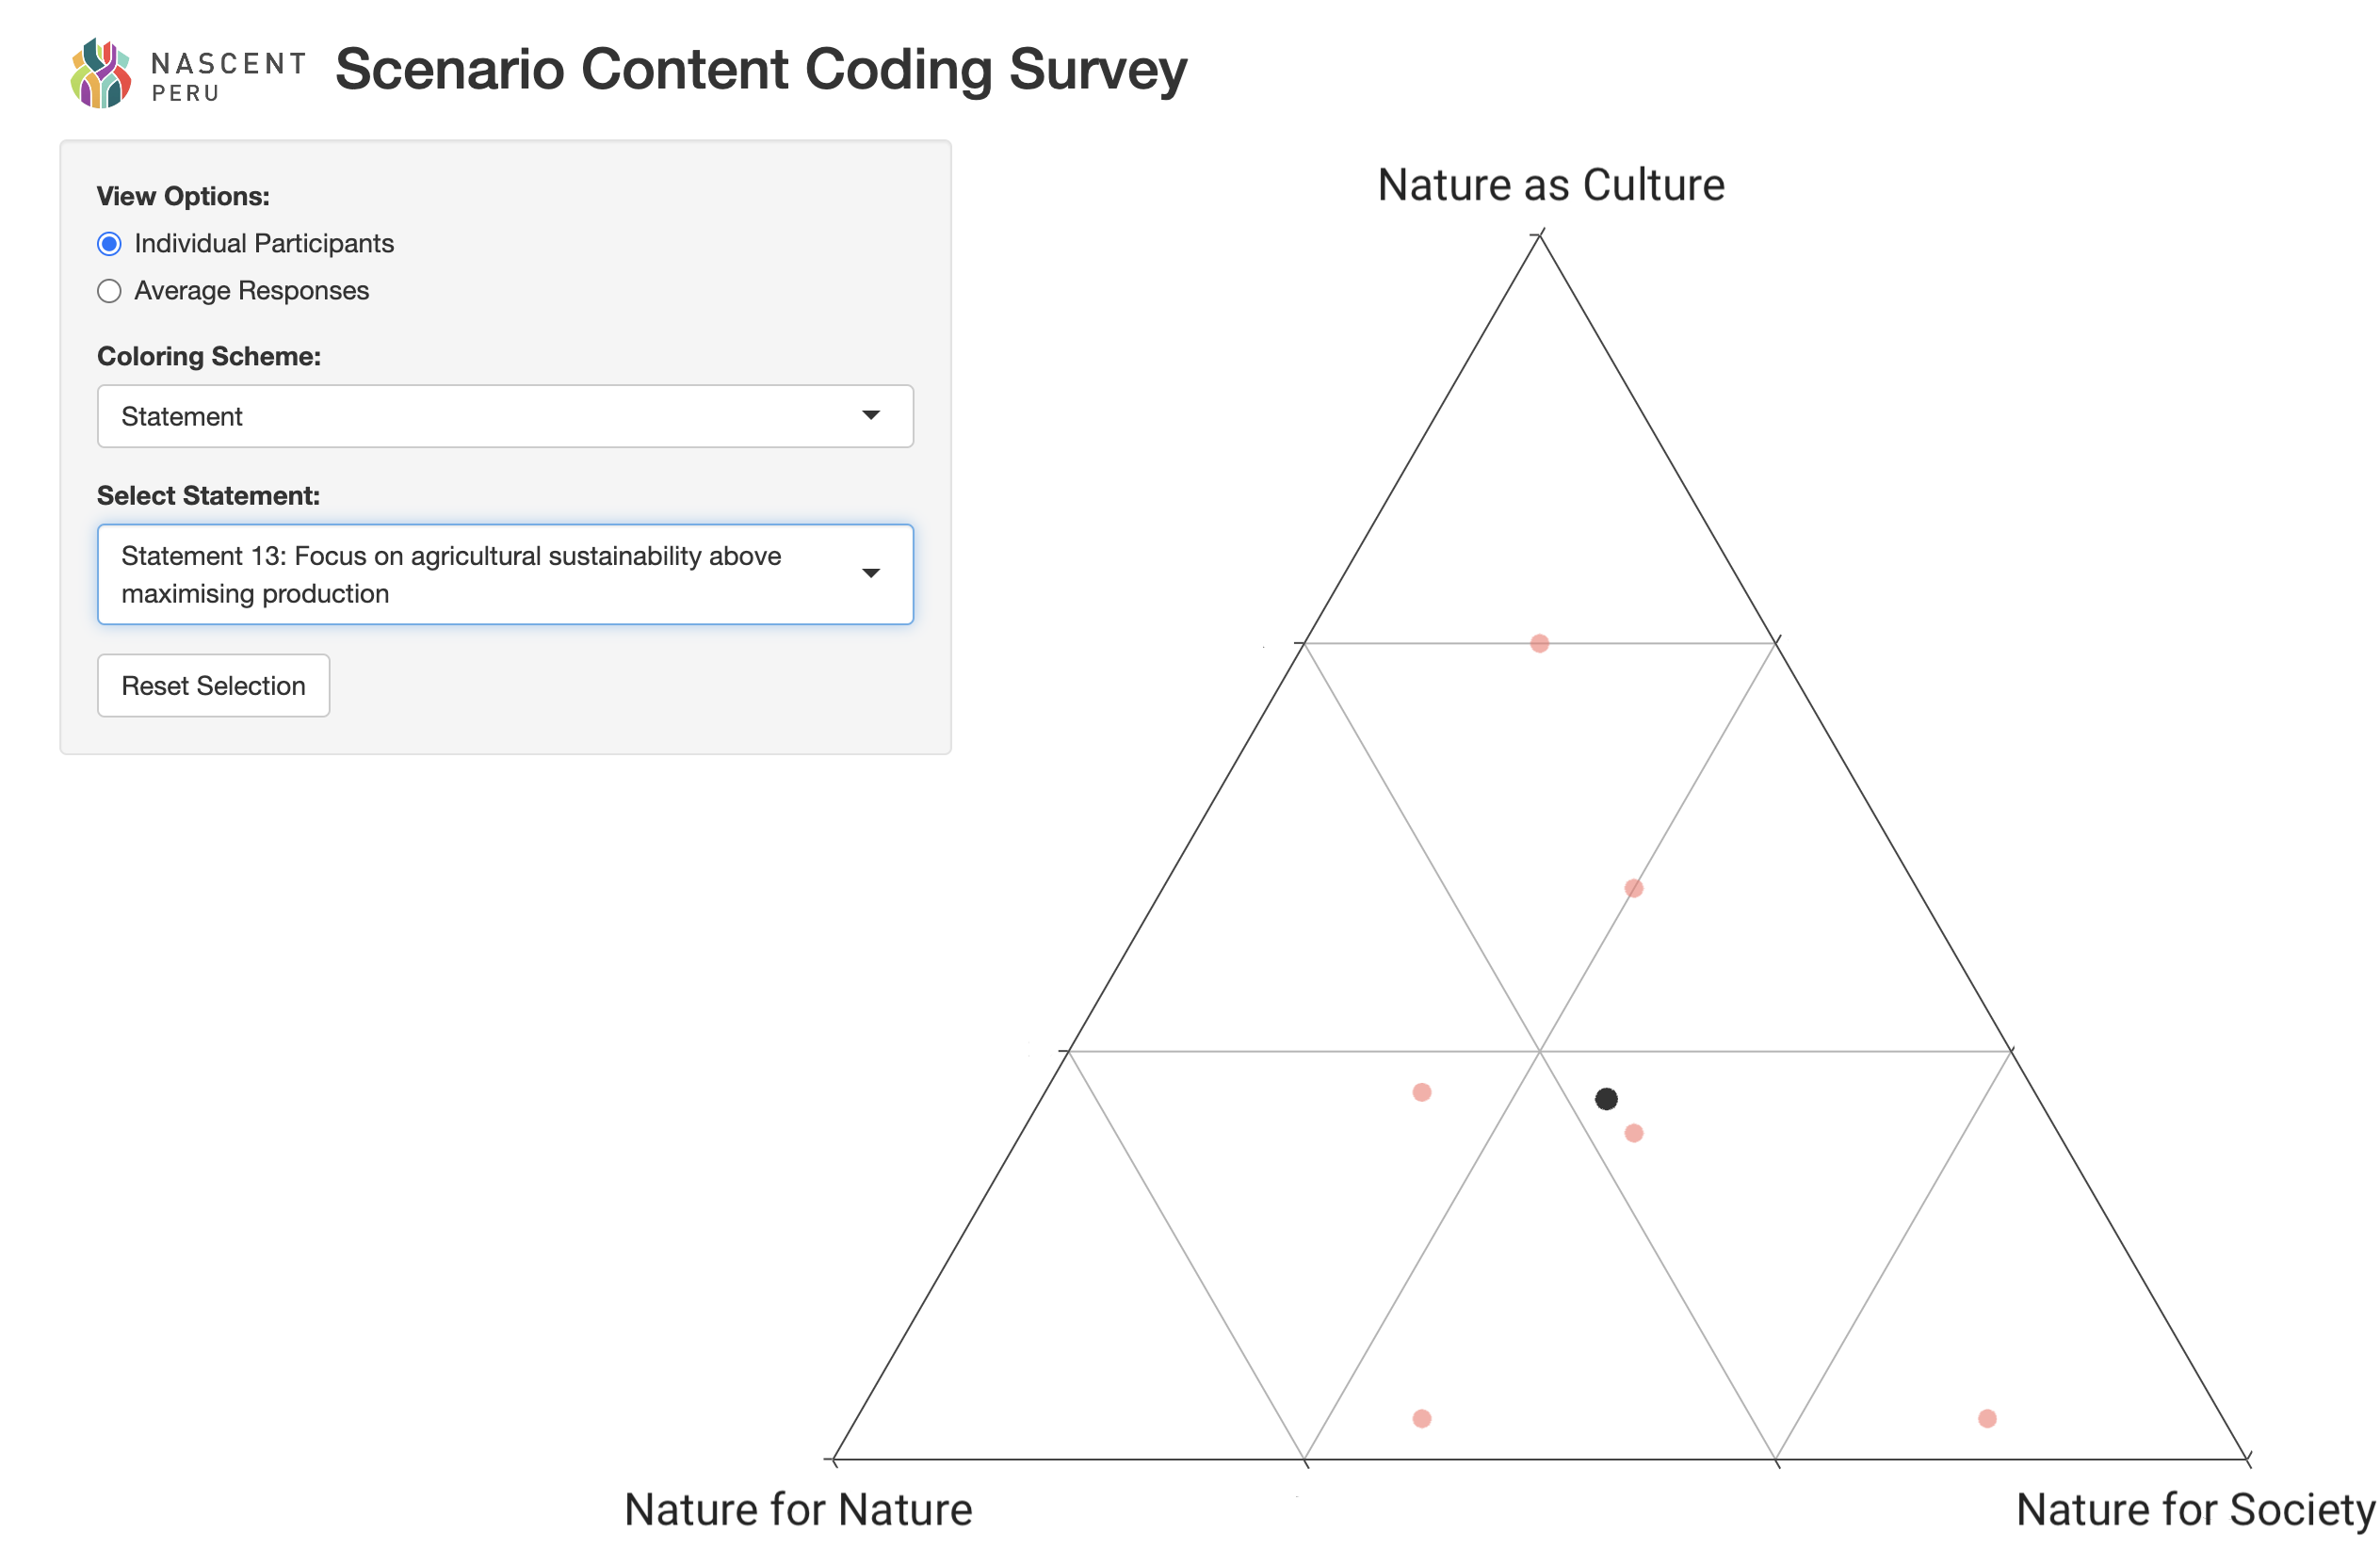 NASCENT
PERU
Scenario Content Coding Survey
View Options:
Individual Participants
Average Responses
Coloring Scheme:
Statement
Select Statement:
Statement 13: Focus on agricultural sustainability above
maximising production
Reset Selection
Nature as Culture
Nature for Nature
Nature for Society